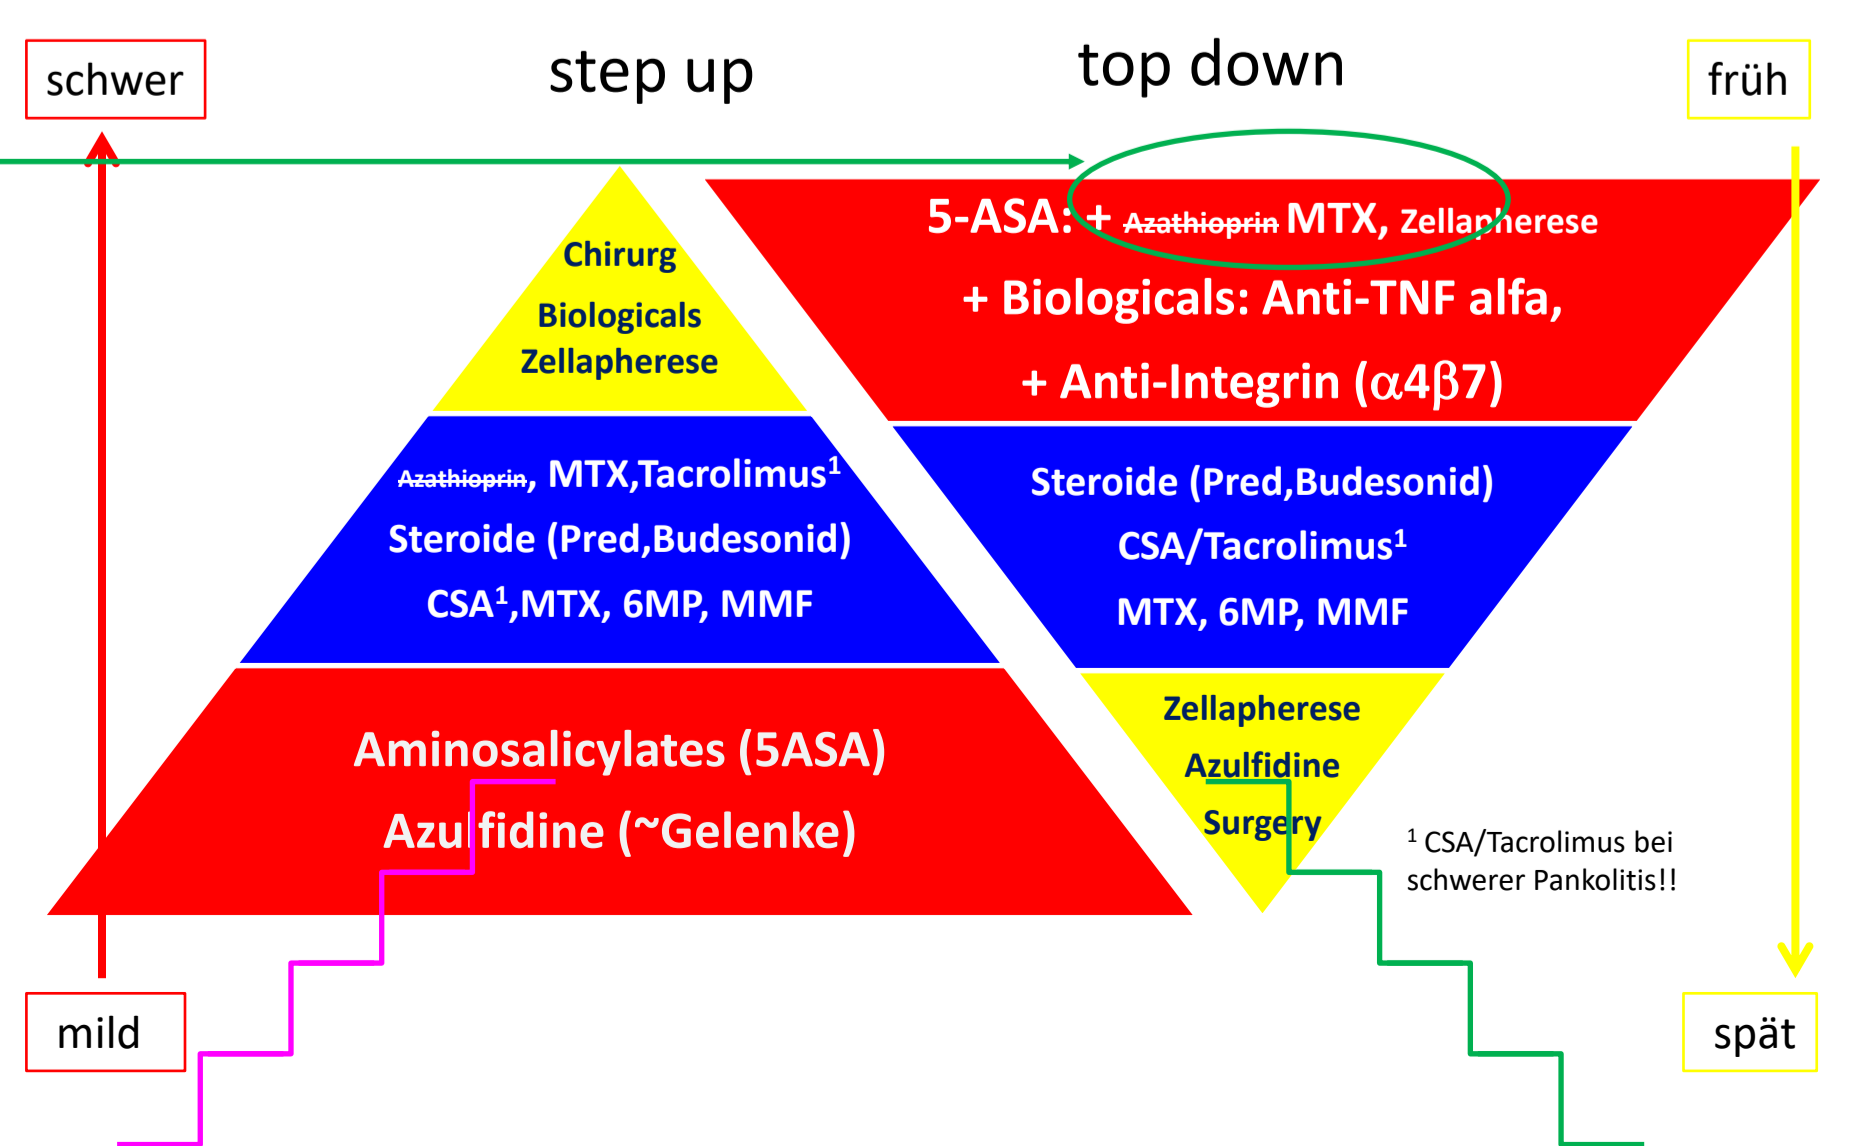 schwer
step up
top down
früh
Chirurg
Biologicals
Zellapherese
Azathioprin, MTX,Tacrolimus¹
Steroide (Pred,Budesonid)
CSA¹,MTX, 6MP, MMF
Aminosalicylates (5ASA)
Azulfidine (~Gelenke)
5-ASA: + Azathioprin MTX, Zellapherese
+ Biologicals: Anti-TNF alfa,
+ Anti-Integrin (α4β7)
Steroide (Pred,Budesonid)
CSA/Tacrolimus¹
MTX, 6MP, MMF
Zellapherese
Azulfidine
Surgery
¹ CSA/Tacrolimus bei
schwerer Pankolitis!!
mild
spät